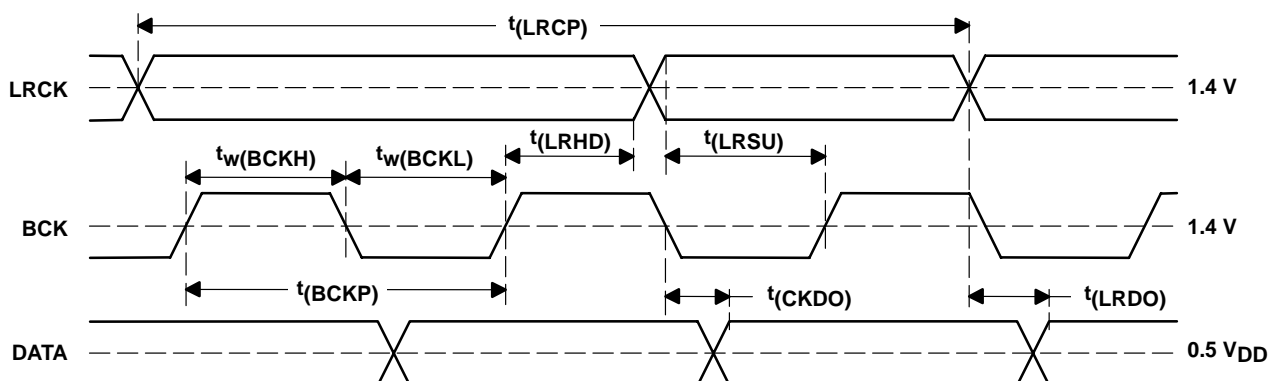 t(LRCP)
LRCK
1.4 V
t(LRHD)
t(LRSU)
tw(BCKH)
tw(BCKL)
BCK
1.4 V
t(BCKP)
t(CKDO)
t(LRDO)
DATA
0.5 VDD